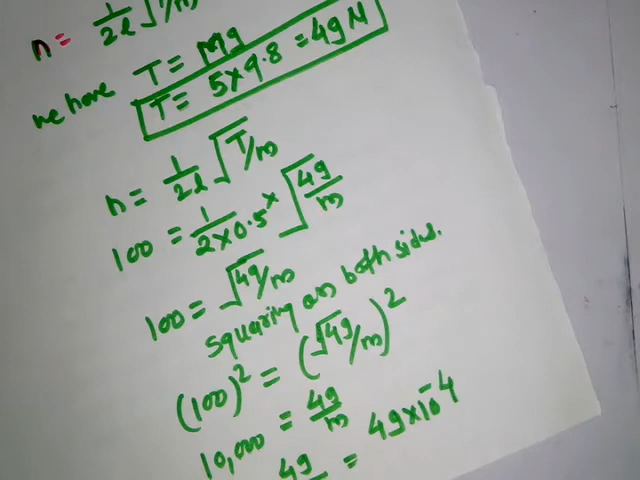 n = 1/2l √T/m
we have T = Mg
T = 5×9.8 = 49 N
n = 1/2l √T/m
100 = 1/2×0.5 × √49/m
100 = √49/m
Squaring on both sides.
(100)² = (√49/m)²
10,000 = 49/m
49 = 49×10⁻⁴